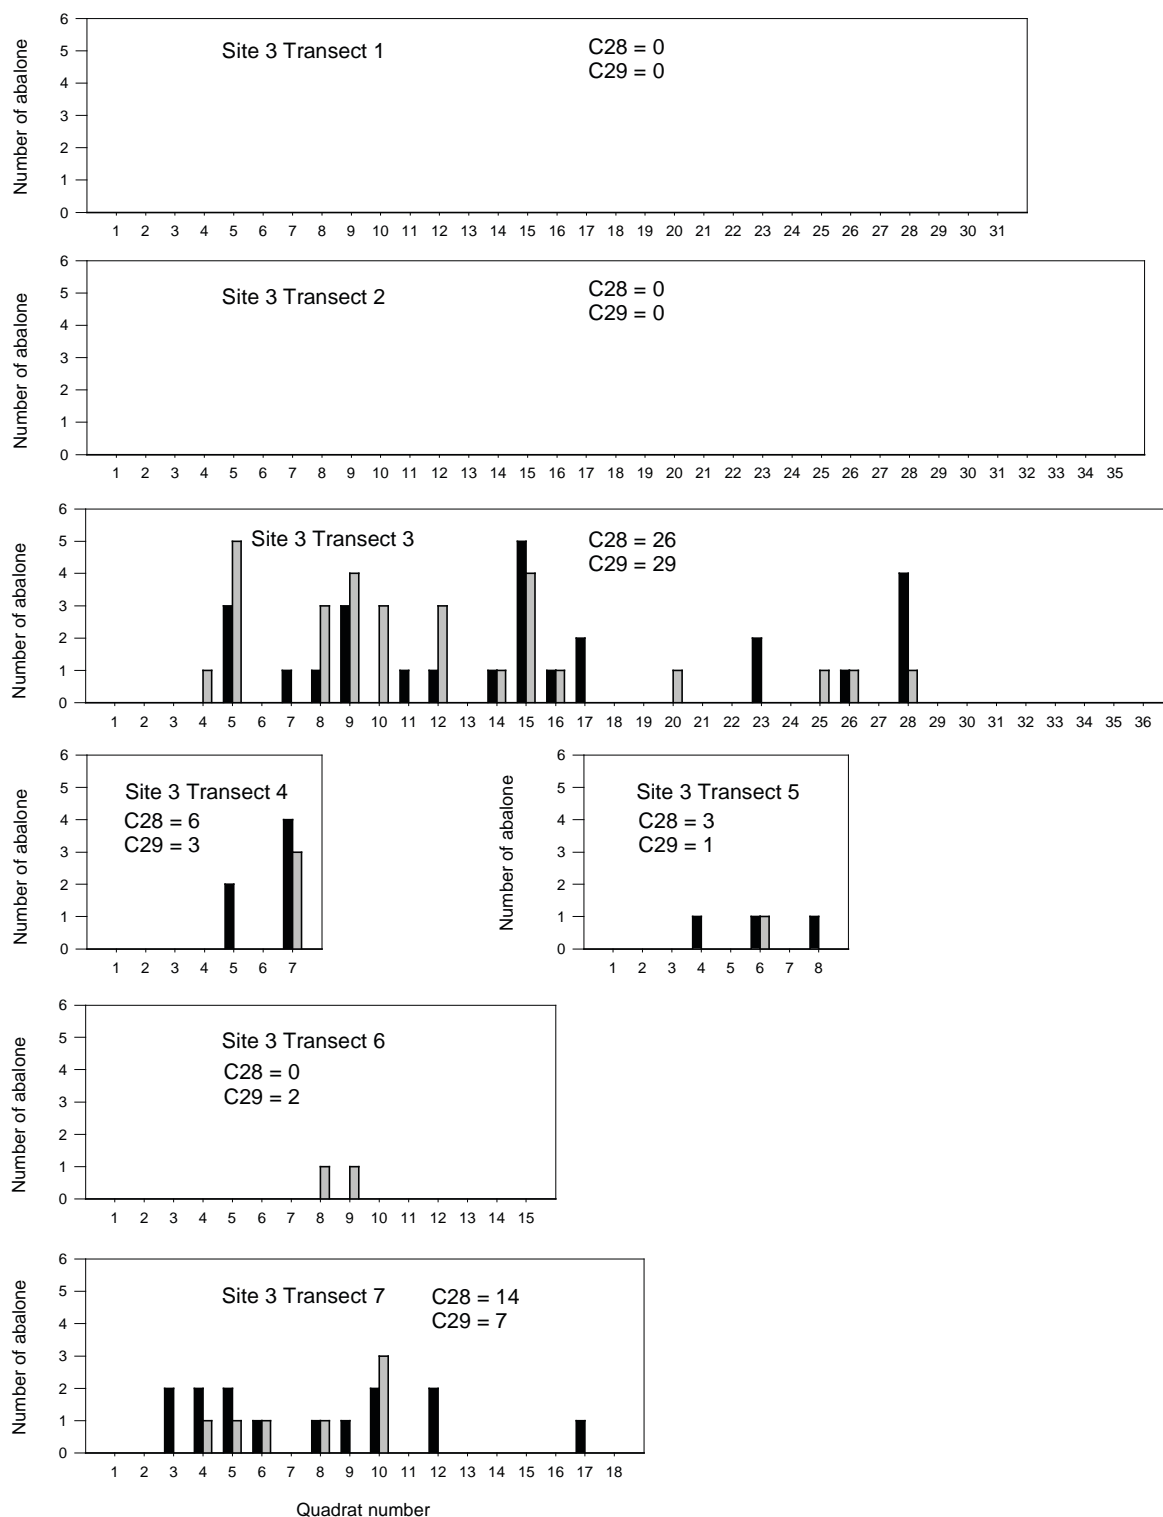 Number of abalone
6
5
4
3
2
1
0
Site 3 Transect 1
C28 = 0
C29 = 0
1 2 3 4 5 6 7 8 9 10 11 12 13 14 15 16 17 18 19 20 21 22 23 24 25 26 27 28 29 30 31
Number of abalone
6
5
4
3
2
1
0
Site 3 Transect 2
C28 = 0
C29 = 0
1 2 3 4 5 6 7 8 9 10 11 12 13 14 15 16 17 18 19 20 21 22 23 24 25 26 27 28 29 30 31 32 33 34 35
Number of abalone
6
5
4
3
2
1
0
Site 3 Transect 3
C28 = 26
C29 = 29
1 2 3 4 5 6 7 8 9 10 11 12 13 14 15 16 17 18 19 20 21 22 23 24 25 26 27 28 29 30 31 32 33 34 35 36
Number of abalone
6
5
4
3
2
1
0
Site 3 Transect 4
C28 = 6
C29 = 3
1 2 3 4 5 6 7
Number of abalone
6
5
4
3
2
1
0
Site 3 Transect 5
C28 = 3
C29 = 1
1 2 3 4 5 6 7 8
Number of abalone
6
5
4
3
2
1
0
Site 3 Transect 6
C28 = 0
C29 = 2
1 2 3 4 5 6 7 8 9 10 11 12 13 14 15
Number of abalone
6
5
4
3
2
1
0
Site 3 Transect 7
C28 = 14
C29 = 7
1 2 3 4 5 6 7 8 9 10 11 12 13 14 15 16 17 18
Quadrat number